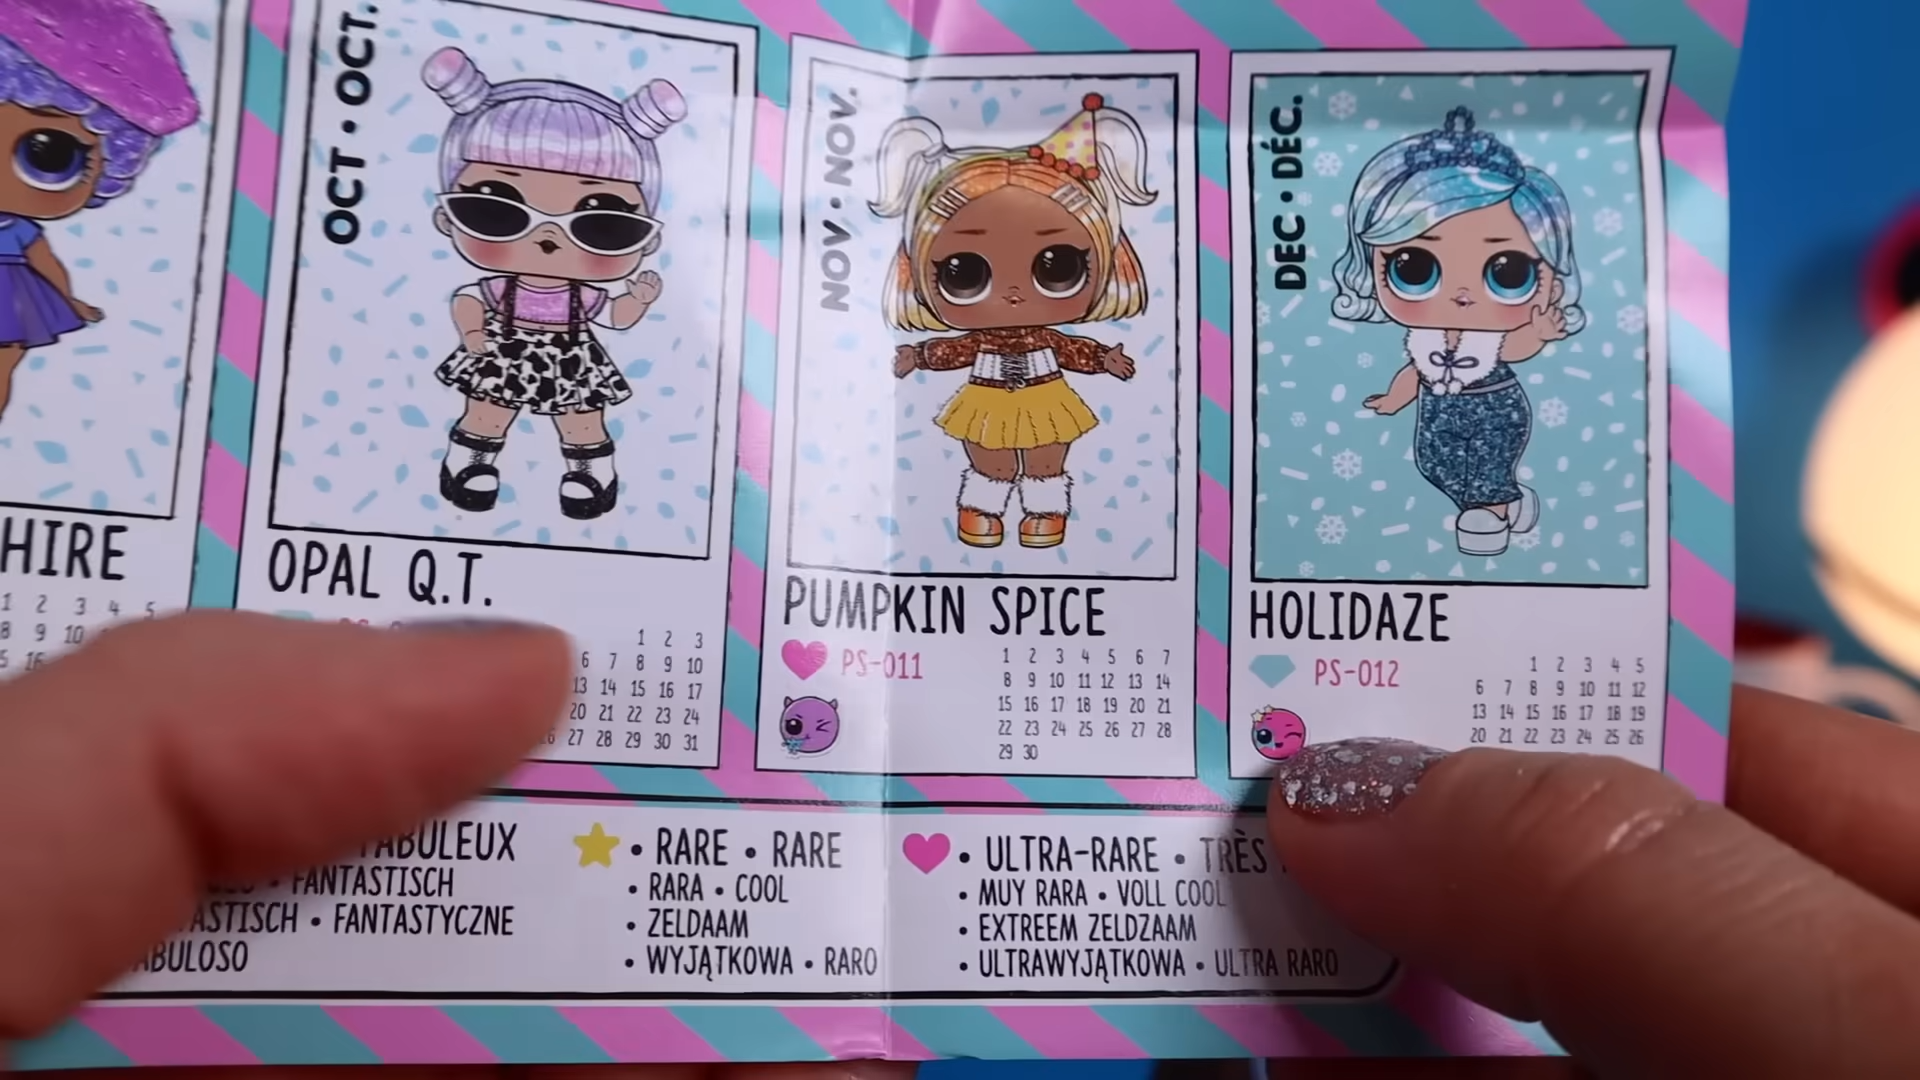 OCT • OCT.
NOV • NOV.
DEC • DÉC.
HIRE
1 2 3 4 5
8 9 10
16
OPAL Q.T.
1 2 3
6 7 8 9 10
13 14 15 16 17
20 21 22 23 24
27 28 29 30 31
PUMPKIN SPICE
PS-011
1 2 3 4 5 6 7
8 9 10 11 12 13 14
15 16 17 18 19 20 21
22 23 24 25 26 27 28
29 30
HOLIDAZE
PS-012
1 2 3 4 5
6 7 8 9 10 11 12
13 14 15 16 17 18 19
20 21 22 23 24 25 26
FABULEUX
• FANTASTISCH
ASTISCH • FANTASTYCZNE
ABULOSO
• RARE • RARE
• RARA • COOL
• ZELDAAM
• WYJĄTKOWA • RARO
• ULTRA-RARE • TRÈS
• MUY RARA • VOLL COOL
• EXTREEM ZELDZAAM
• ULTRAWYJĄTKOWA • ULTRA RARO